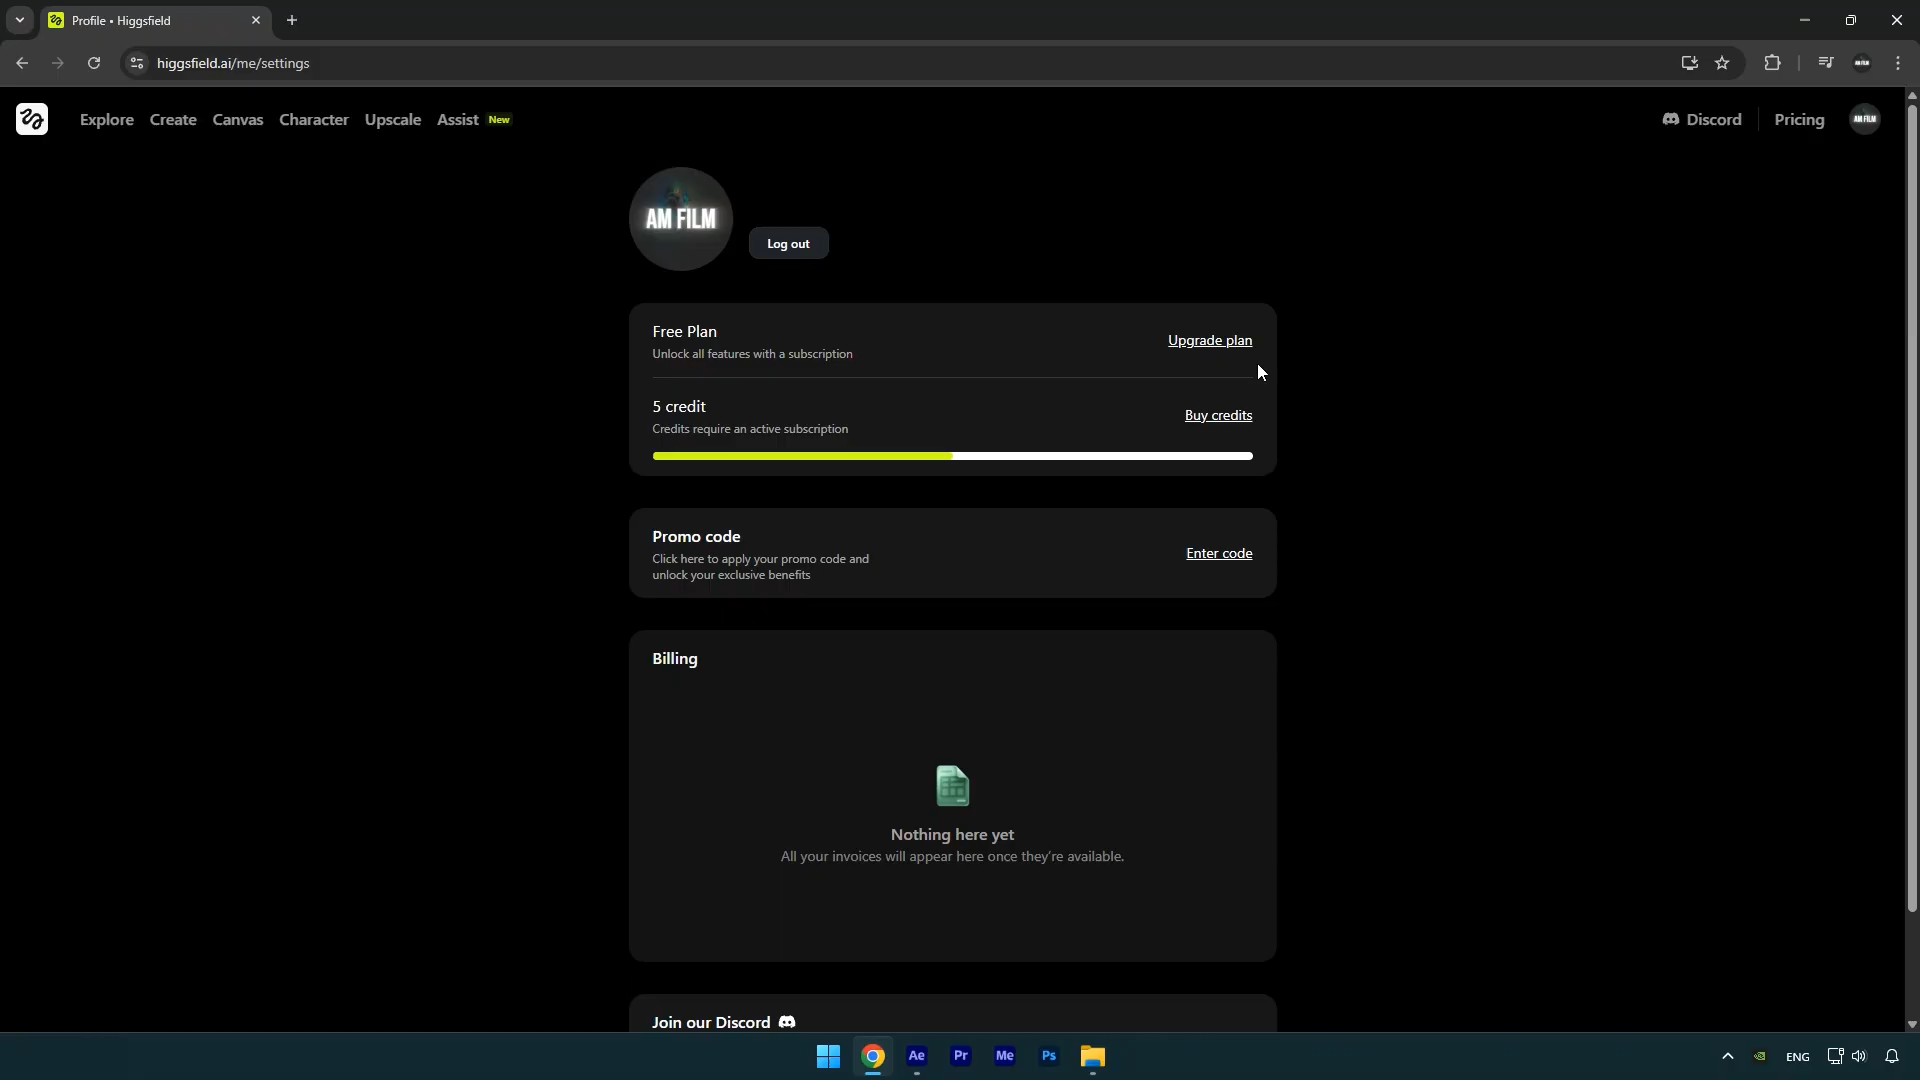 Profile • Higgsfield
higgsfield.ai/me/settings
AM FILM
Explore
Create
Canvas
Character
Upscale
Assist
New
Discord
Pricing
AM FILM
AM FILM
Log out
Free Plan
Unlock all features with a subscription
Upgrade plan
5 credit
Credits require an active subscription
Buy credits
Promo code
Click here to apply your promo code and
unlock your exclusive benefits
Enter code
Billing
Nothing here yet
All your invoices will appear here once they’re available.
Join our Discord
Ae
Pr
Me
Ps
ENG